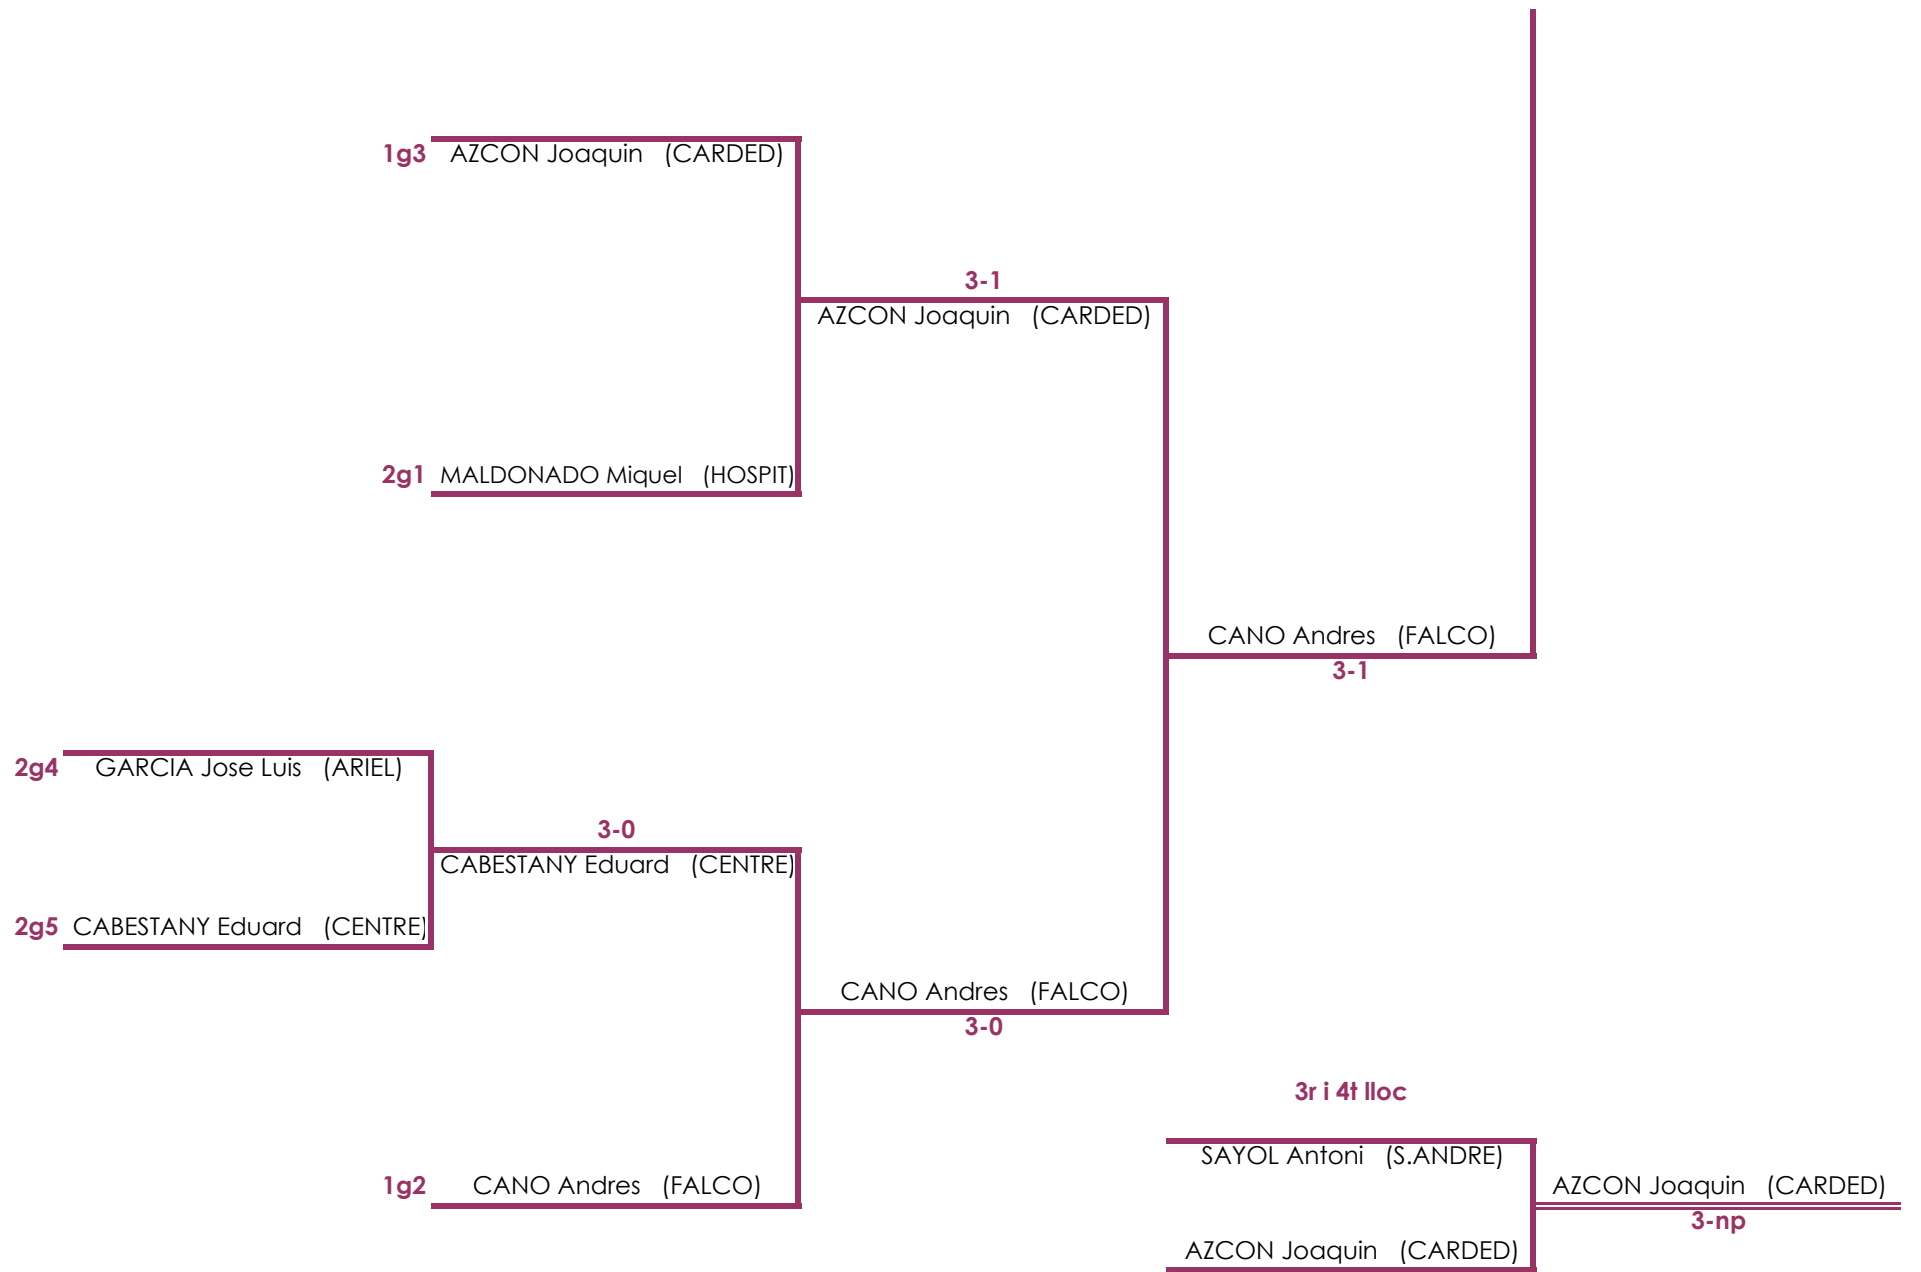 1g3 AZCON Joaquin (CARDED)
3-1
AZCON Joaquin (CARDED)
2g1 MALDONADO Miquel (HOSPIT)
CANO Andres (FALCO)
3-1
2g4 GARCIA Jose Luis (ARIEL)
3-0
CABESTANY Eduard (CENTRE)
2g5 CABESTANY Eduard (CENTRE)
CANO Andres (FALCO)
3-0
3r i 4t lloc
SAYOL Antoni (S.ANDRE)
1g2 CANO Andres (FALCO)
AZCON Joaquin (CARDED)
3-np
AZCON Joaquin (CARDED)